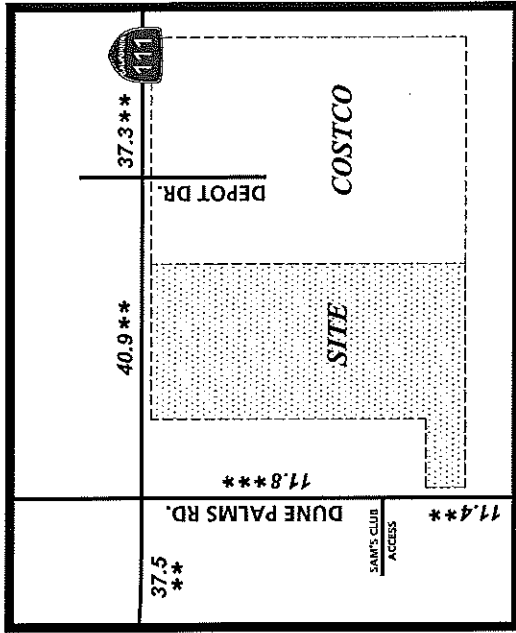 111
37.3**
DEPOT DR.
COSTCO
40.9**
SITE
11.8***
DUNE PALMS RD.
37.5
**
SAM'S CLUB
ACCESS
11.4**